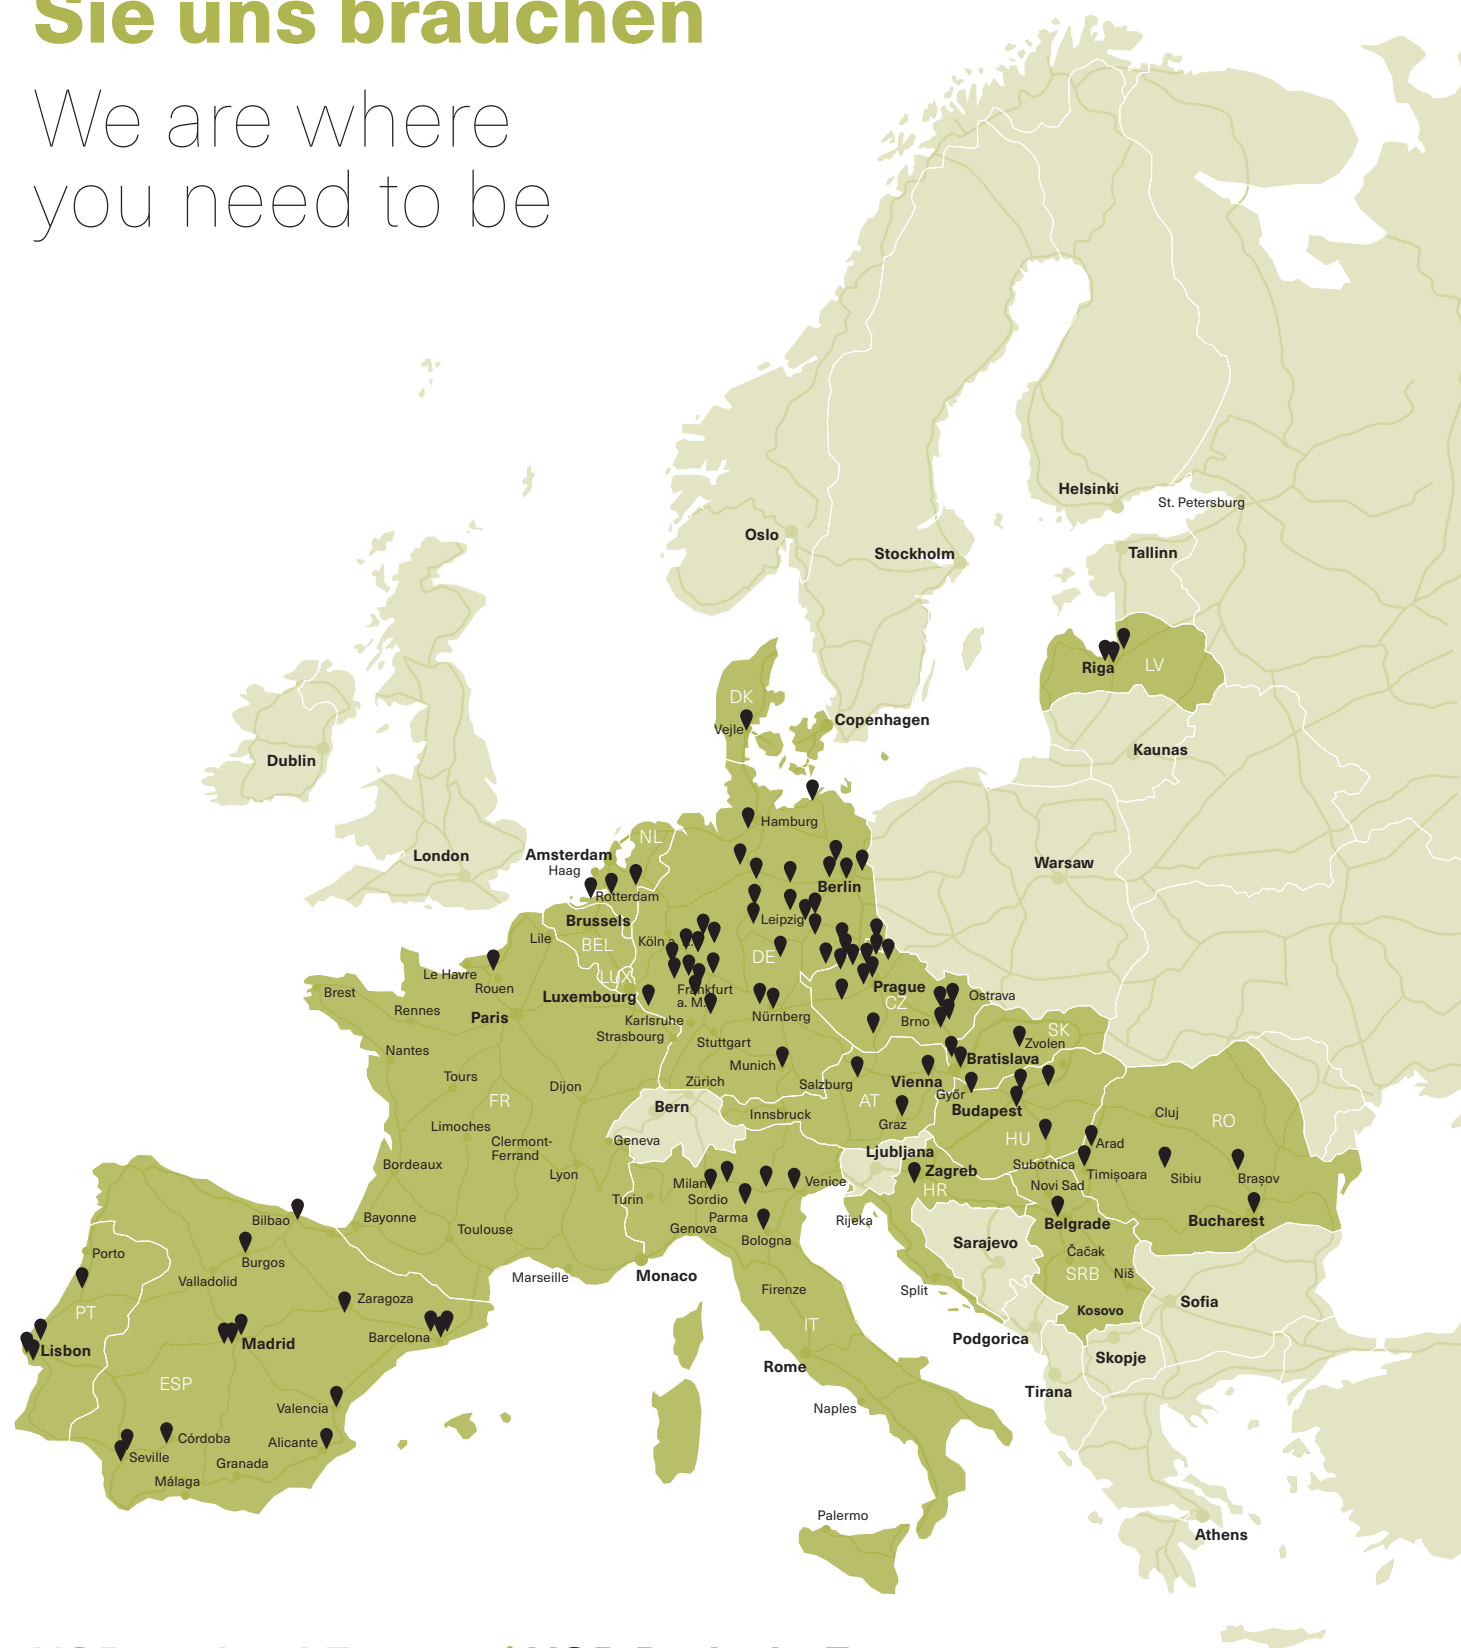 Sie uns brauchen
We are where
you need to be
Helsinki
St. Petersburg
Oslo
Stockholm
Tallinn
Riga
LV
DK
Vejle
Copenhagen
Kaunas
Dublin
Hamburg
NL
London
Amsterdam
Haag
Rotterdam
Warsaw
Berlin
Brussels
Leipzig
Lile
BEL
Köln a.
DE
Le Havre
Rouen
LUX
Luxembourg
Frankfurt
a. M.
Prague
CZ
Ostrava
Brest
Rennes
Paris
Karlsruhe
Strasbourg
Nürnberg
Brno
SK
Zvolen
Nantes
Stuttgart
Munich
Bratislava
Tours
Dijon
Zürich
Salzburg
Vienna
Győr
Budapest
FR
Bern
Innsbruck
AT
Graz
Cluj
RO
Limoches
Clermont-
Ferrand
Geneva
HU
Arad
Bordeaux
Lyon
Ljubljana
Zagreb
HR
Subotnica
Timișoara
Sibiu
Brașov
Turin
Milan
Sordio
Venice
Novi Sad
Parma
Genova
Bologna
Rijeka
Belgrade
Bucharest
Bilbao
Bayonne
Toulouse
Burgos
Porto
Valladolid
Sarajevo
Čačak
SRB
Niš
Marseille
Monaco
Firenze
Split
Zaragoza
PT
Kosovo
Sofia
Lisbon
Madrid
Barcelona
IT
Podgorica
Skopje
Rome
Tirana
ESP
Valencia
Naples
Córdoba
Alicante
Seville
Granada
Málaga
Palermo
Athens